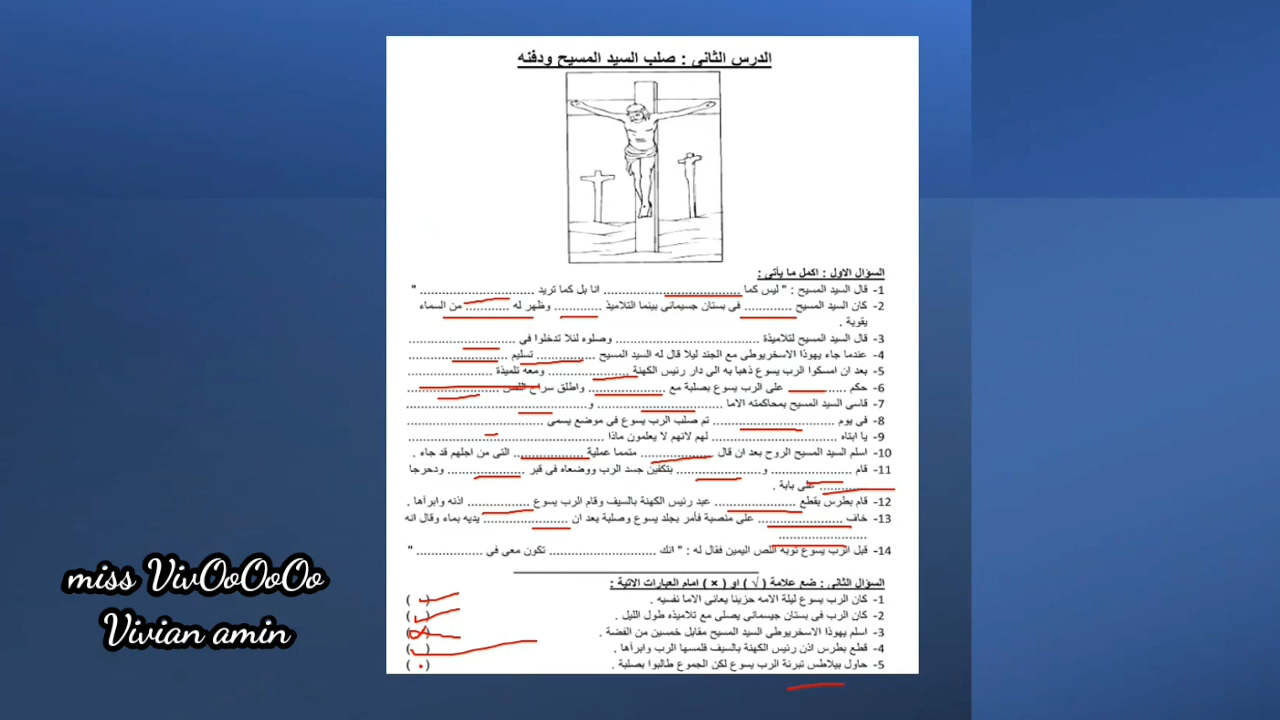 الدرس الثانى : صلب السيد المسيح ودفنه
السؤال الاول : اكمل ما يأتى :
1- قال السيد المسيح : " ليس كما .................... انا بل كما تريد .................... "
2- كان السيد المسيح ............ فى بستان جسيمانى بينما التلاميذ ............ وظهر له ............ من السماء
يقوية .
3- قال السيد المسيح لتلاميذة .................... وصلوه لئلا تدخلوا فى ....................
4- عندما جاء يهوذا الاسخريوطى مع الجند ليلا قال له السيد المسيح ............ تسليم ....................
5- بعد ان امسكوا الرب يسوع ذهبا به الى دار رئيس الكهنة .................... ومعه تلميذة ....................
6- حكم ............ على الرب يسوع بصلبة مع .................... واطلق سراح اللص ....................
7- قاسى السيد المسيح بمحاكمته الاما .................... و....................
8- فى يوم .................... تم صلب الرب يسوع فى موضع يسمى ....................
9- يا ابتاه .................... لهم لانهم لا يعلمون ماذا ....................
10- اسلم السيد المسيح الروح بعد ان قال .................... متمما عملية .................... التى من اجلهم قد جاء .
11- قام .................... و.................... بتكفين جسد الرب ووضعاه فى قبر .................... ودحرجا
.................... على بابة .
12- قام بطرس بقطع .................... عبد رئيس الكهنة بالسيف وقام الرب يسوع .................... اذنه وابرأها .
13- خاف .................... على منصبة فأمر بجلد يسوع وصلبة بعد ان .................... يديه بماء وقال انه
....................
14- قبل الرب يسوع توبة اللص اليمين فقال له : " انك .................... تكون معى فى .................... "
السؤال الثانى : ضع علامة ( √ ) او ( × ) امام العبارات الاتية :
1- كان الرب يسوع ليلة الامه حزينا يعانى الاما نفسيه . ( )
2- كان الرب فى بستان جسيمانى يصلى مع تلاميذه طول الليل . ( )
3- اسلم يهوذا الاسخريوطى السيد المسيح مقابل خمسين من الفضة . ( )
4- قطع بطرس اذن رئيس الكهنة بالسيف فلمسها الرب وابرأها . ( )
5- حاول بيلاطس تبرئة الرب يسوع لكن الجموع طالبوا بصلبة . ( )
miss VivOoOoOo
Vivian amin